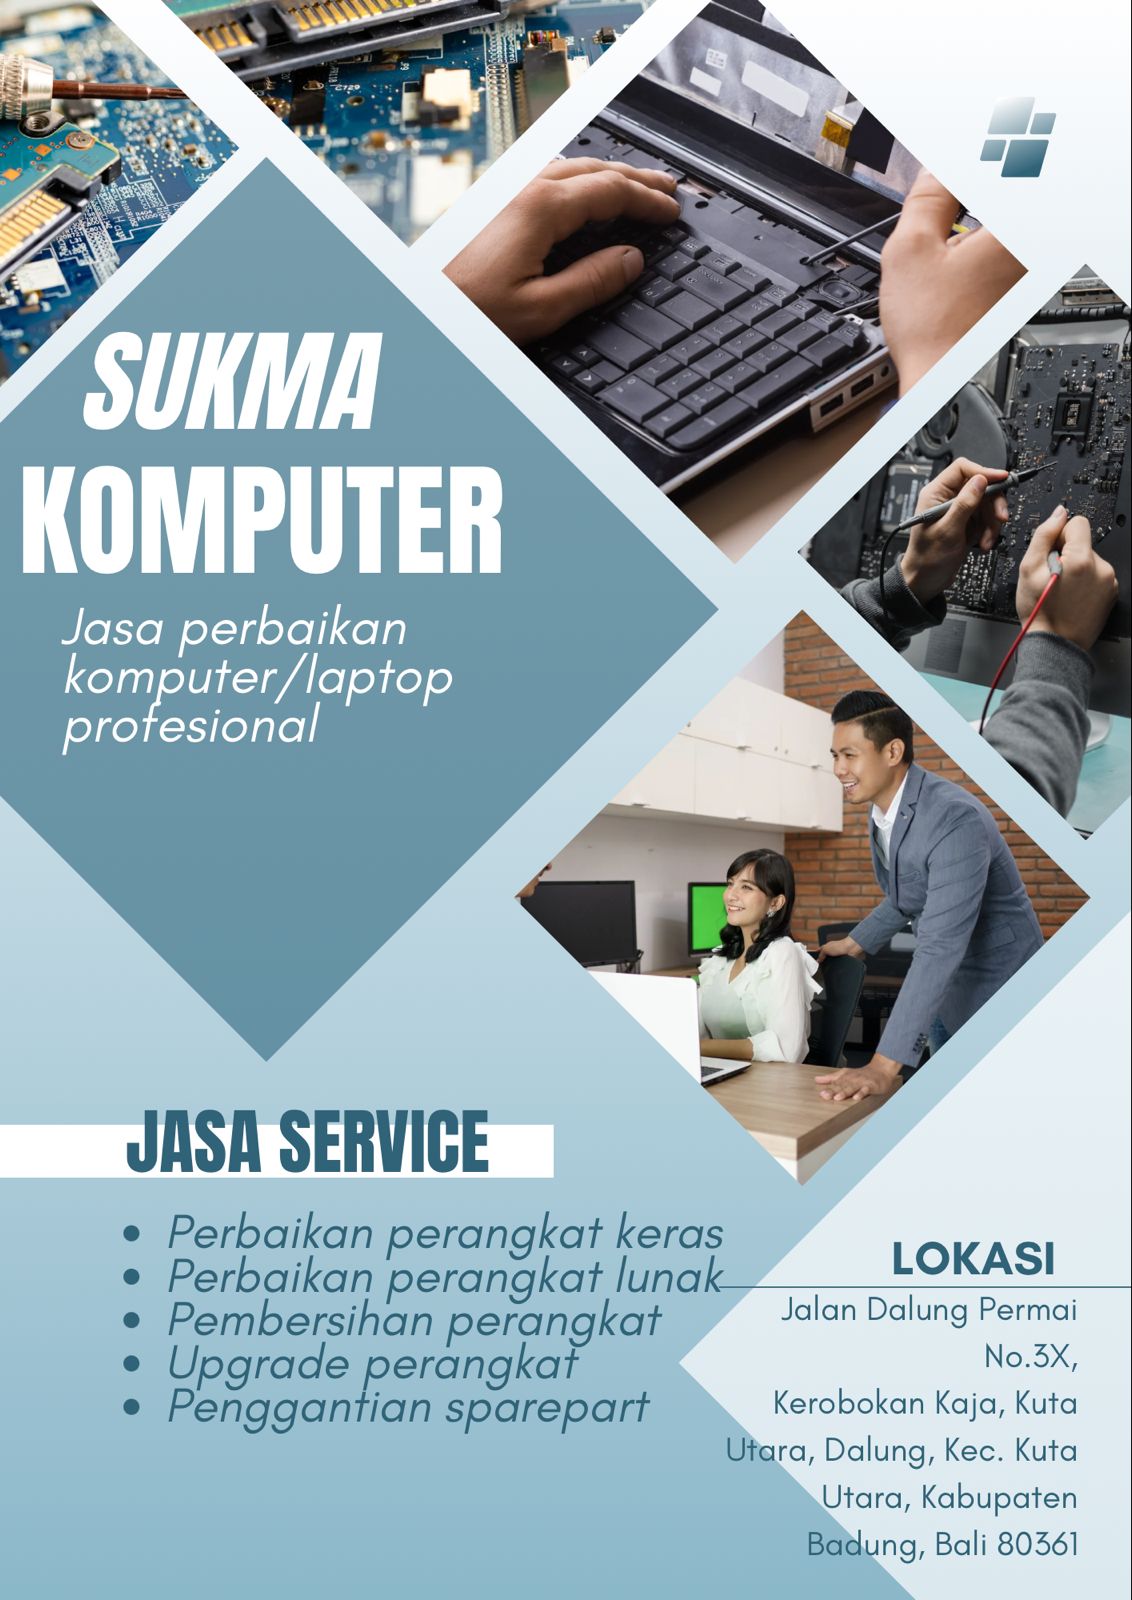 SUKMA
KOMPUTER
Jasa perbaikan
komputer/laptop
profesional
JASA SERVICE
• Perbaikan perangkat keras
• Perbaikan perangkat lunak
• Pembersihan perangkat
• Upgrade perangkat
• Penggantian sparepart
LOKASI
Jalan Dalung Permai
No.3X,
Kerobokan Kaja, Kuta
Utara, Dalung, Kec. Kuta
Utara, Kabupaten
Badung, Bali 80361